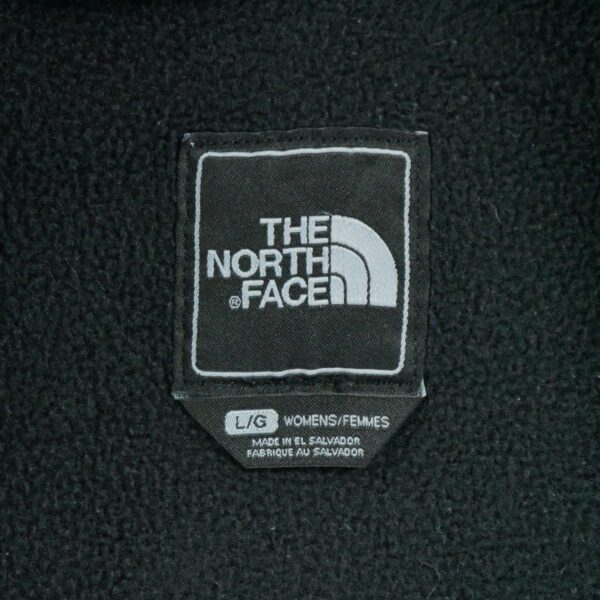 THE
NORTH
® FACE
L/G WOMENS/FEMMES
MADE IN EL SALVADOR
FABRIQUE AU SALVADOR